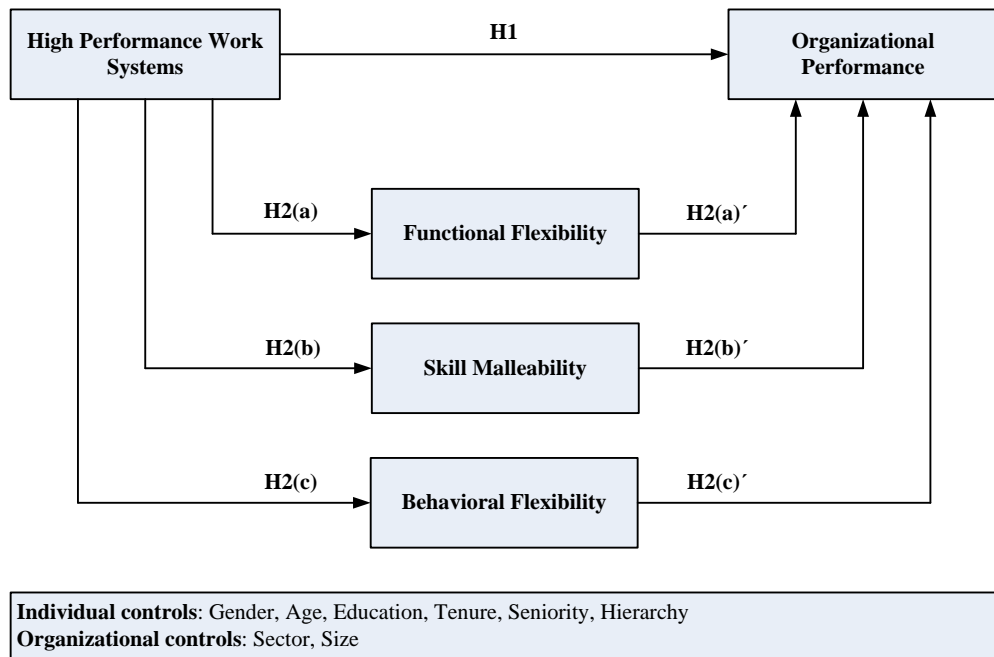 High Performance Work
Systems
H1
Organizational
Performance
H2(a)
Functional Flexibility
H2(a)´
H2(b)
Skill Malleability
H2(b)´
H2(c)
Behavioral Flexibility
H2(c)´
Individual controls: Gender, Age, Education, Tenure, Seniority, Hierarchy
Organizational controls: Sector, Size